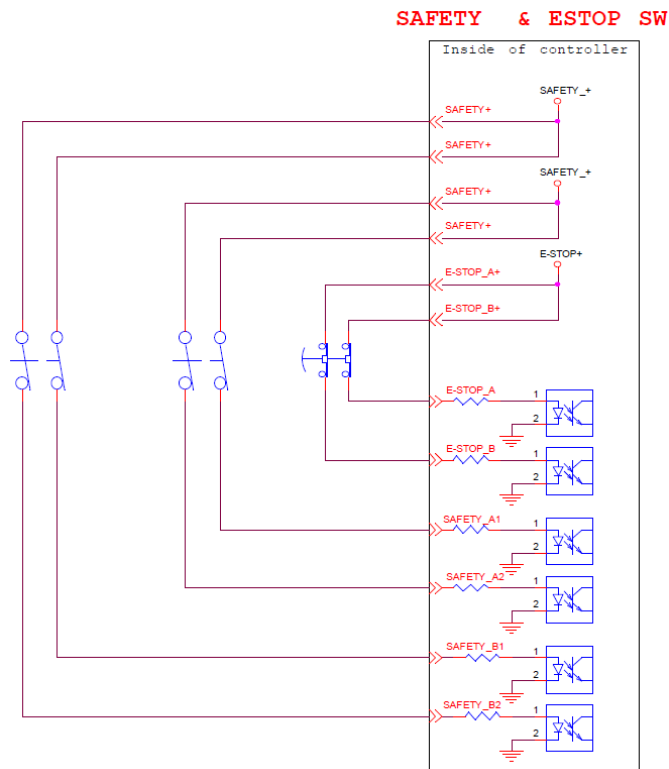 SAFETY & ESTOP SW
Inside of controller
SAFETY_+
SAFETY+
SAFETY+
SAFETY_+
SAFETY+
SAFETY+
E-STOP+
E-STOP_A+
E-STOP_B+
E-STOP_A
1
2
E-STOP_B
1
2
SAFETY_A1
1
2
SAFETY_A2
1
2
SAFETY_B1
1
2
SAFETY_B2
1
2